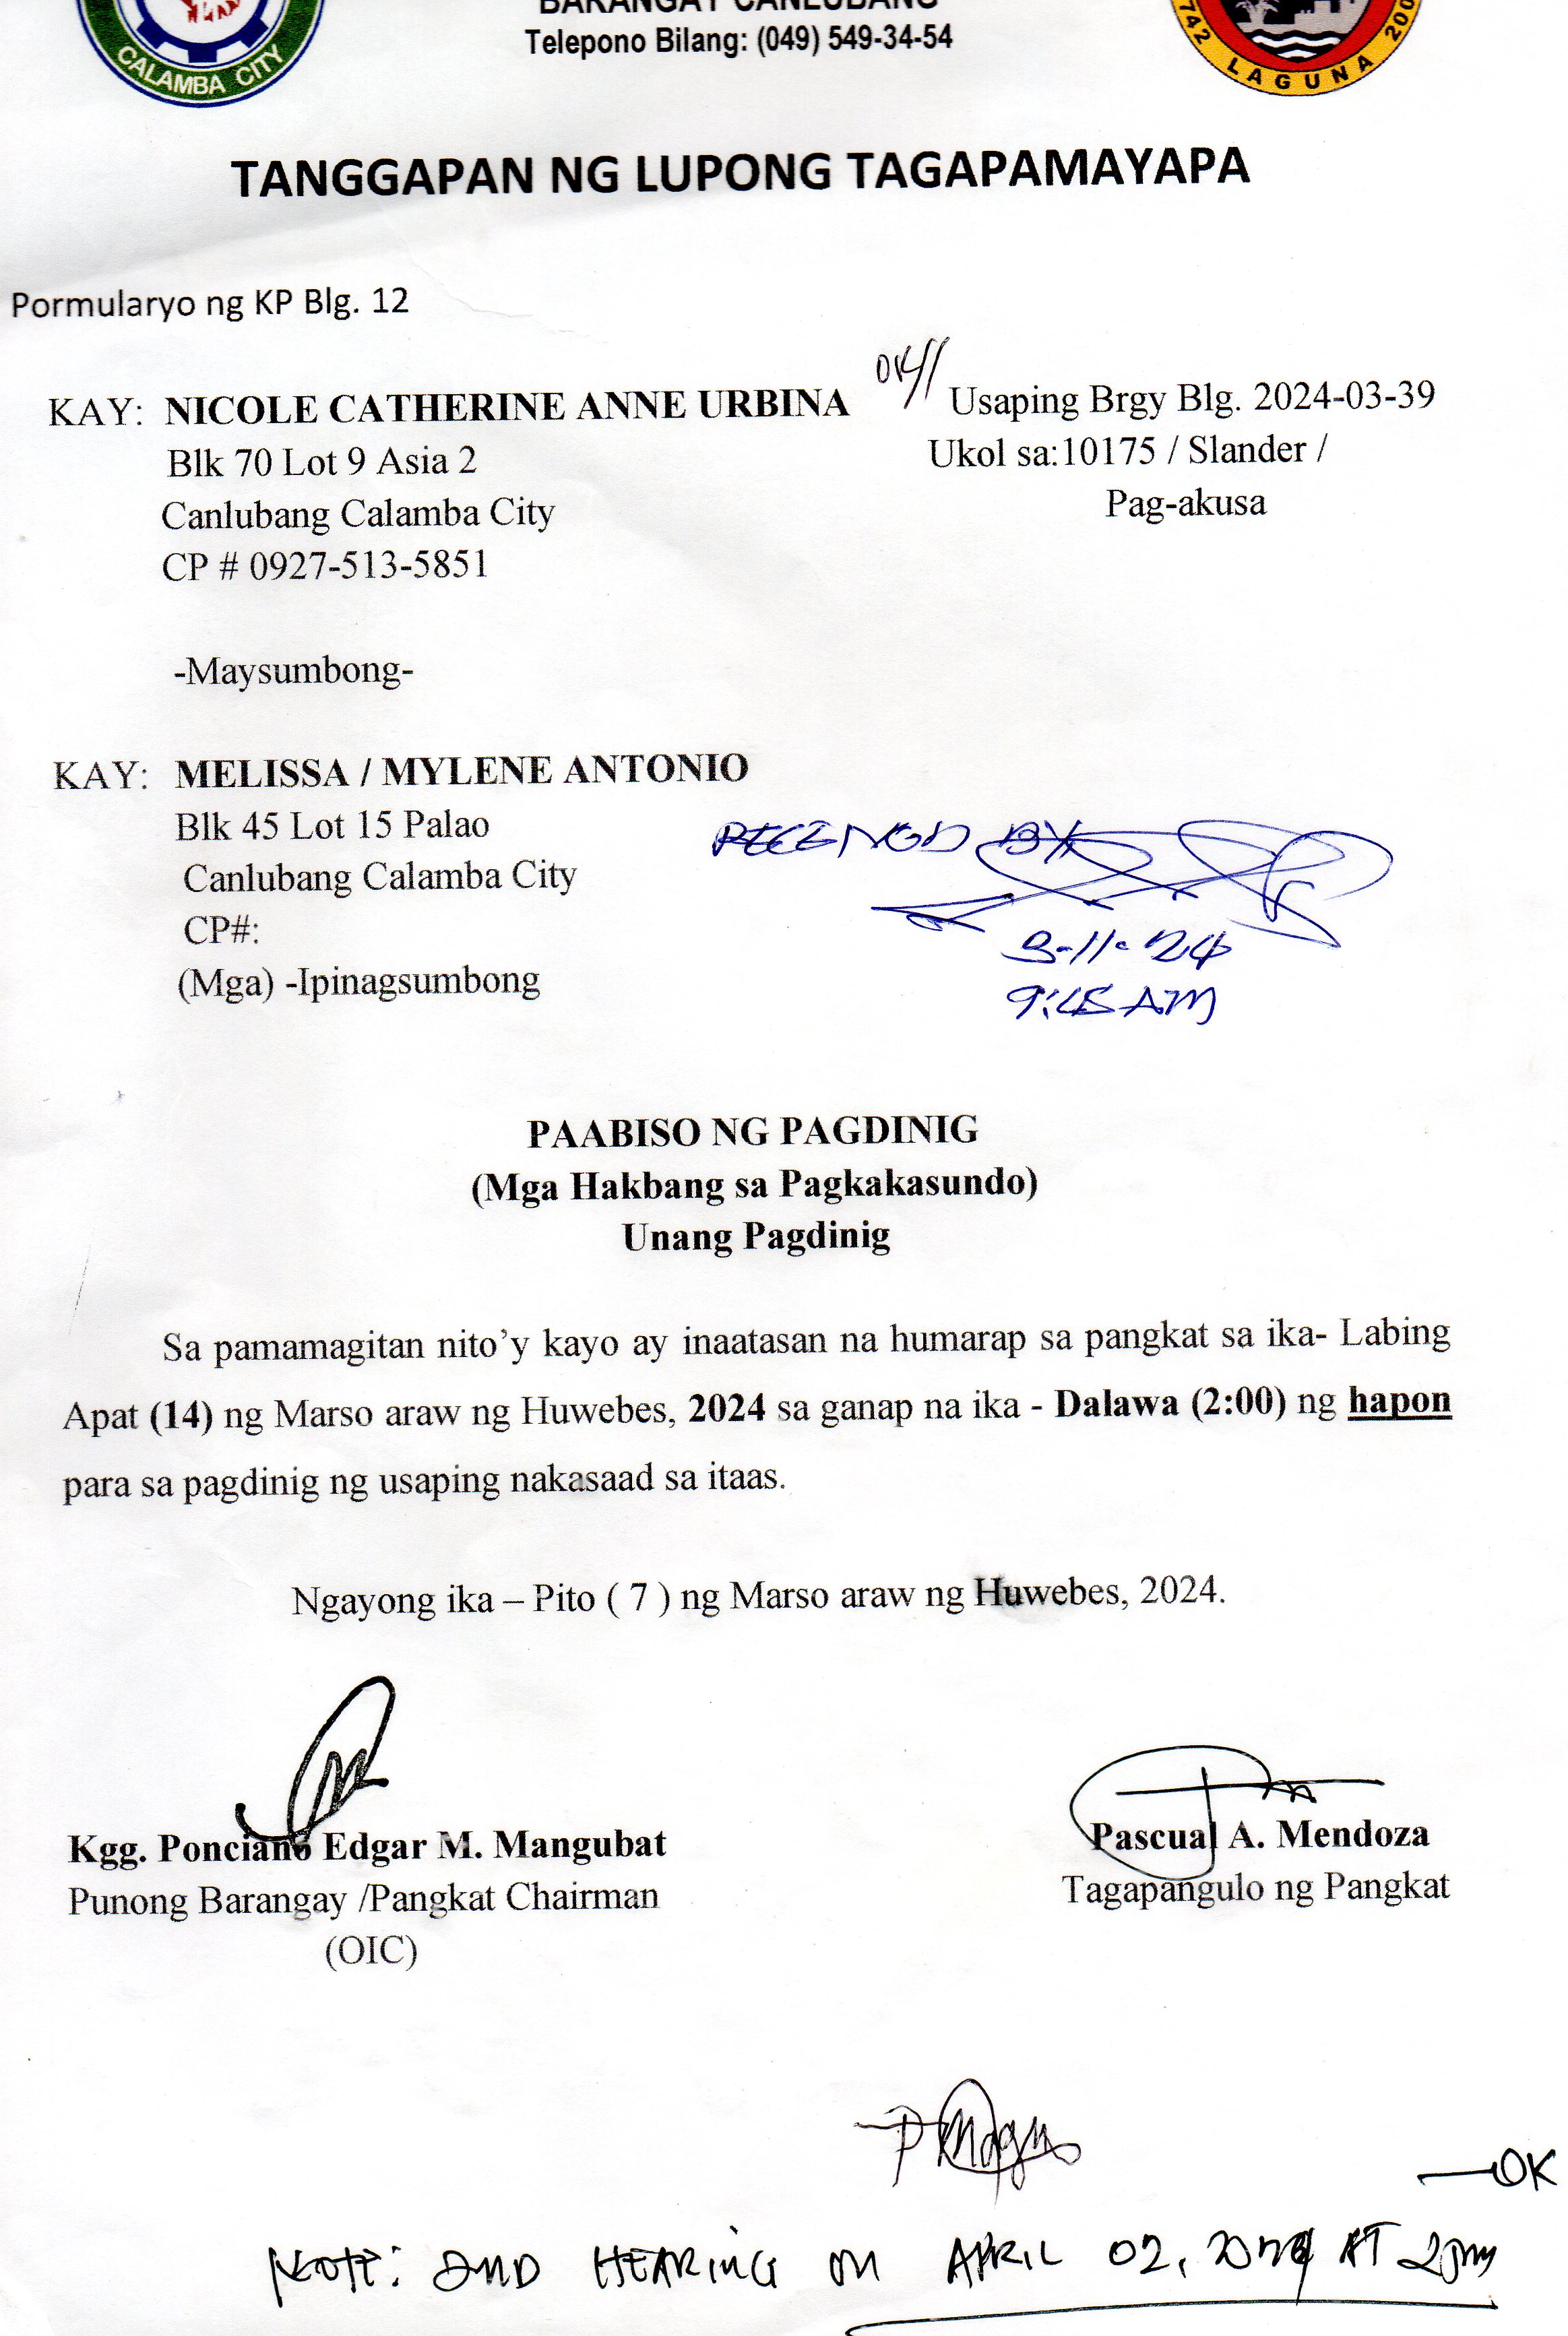 CALAMBA CITY
BARANGAY CANLUBANG
Telepono Bilang: (049) 549-34-54
742 LAGUNA 200
TANGGAPAN NG LUPONG TAGAPAMAYAPA
Pormularyo ng KP Blg. 12
KAY: NICOLE CATHERINE ANNE URBINA
Blk 70 Lot 9 Asia 2
Canlubang Calamba City
CP # 0927-513-5851
-Maysumbong-
Usaping Brgy Blg. 2024-03-39
Ukol sa:10175 / Slander /
Pag-akusa
KAY: MELISSA / MYLENE ANTONIO
Blk 45 Lot 15 Palao
Canlubang Calamba City
CP#:
(Mga) -Ipinagsumbong
RECEIVED BY
3-11-24
9:45 AM
PAABISO NG PAGDINIG
(Mga Hakbang sa Pagkakasundo)
Unang Pagdinig
Sa pamamagitan nito’y kayo ay inaatasan na humarap sa pangkat sa ika- Labing
Apat (14) ng Marso araw ng Huwebes, 2024 sa ganap na ika - Dalawa (2:00) ng hapon
para sa pagdinig ng usaping nakasaad sa itaas.
Ngayong ika – Pito ( 7 ) ng Marso araw ng Huwebes, 2024.
Kgg. Ponciano Edgar M. Mangubat
Punong Barangay /Pangkat Chairman
(OIC)
Pascual A. Mendoza
Tagapangulo ng Pangkat
OK
NOTE: 2ND HEARING ON APRIL 02, 2024 AT 2pm